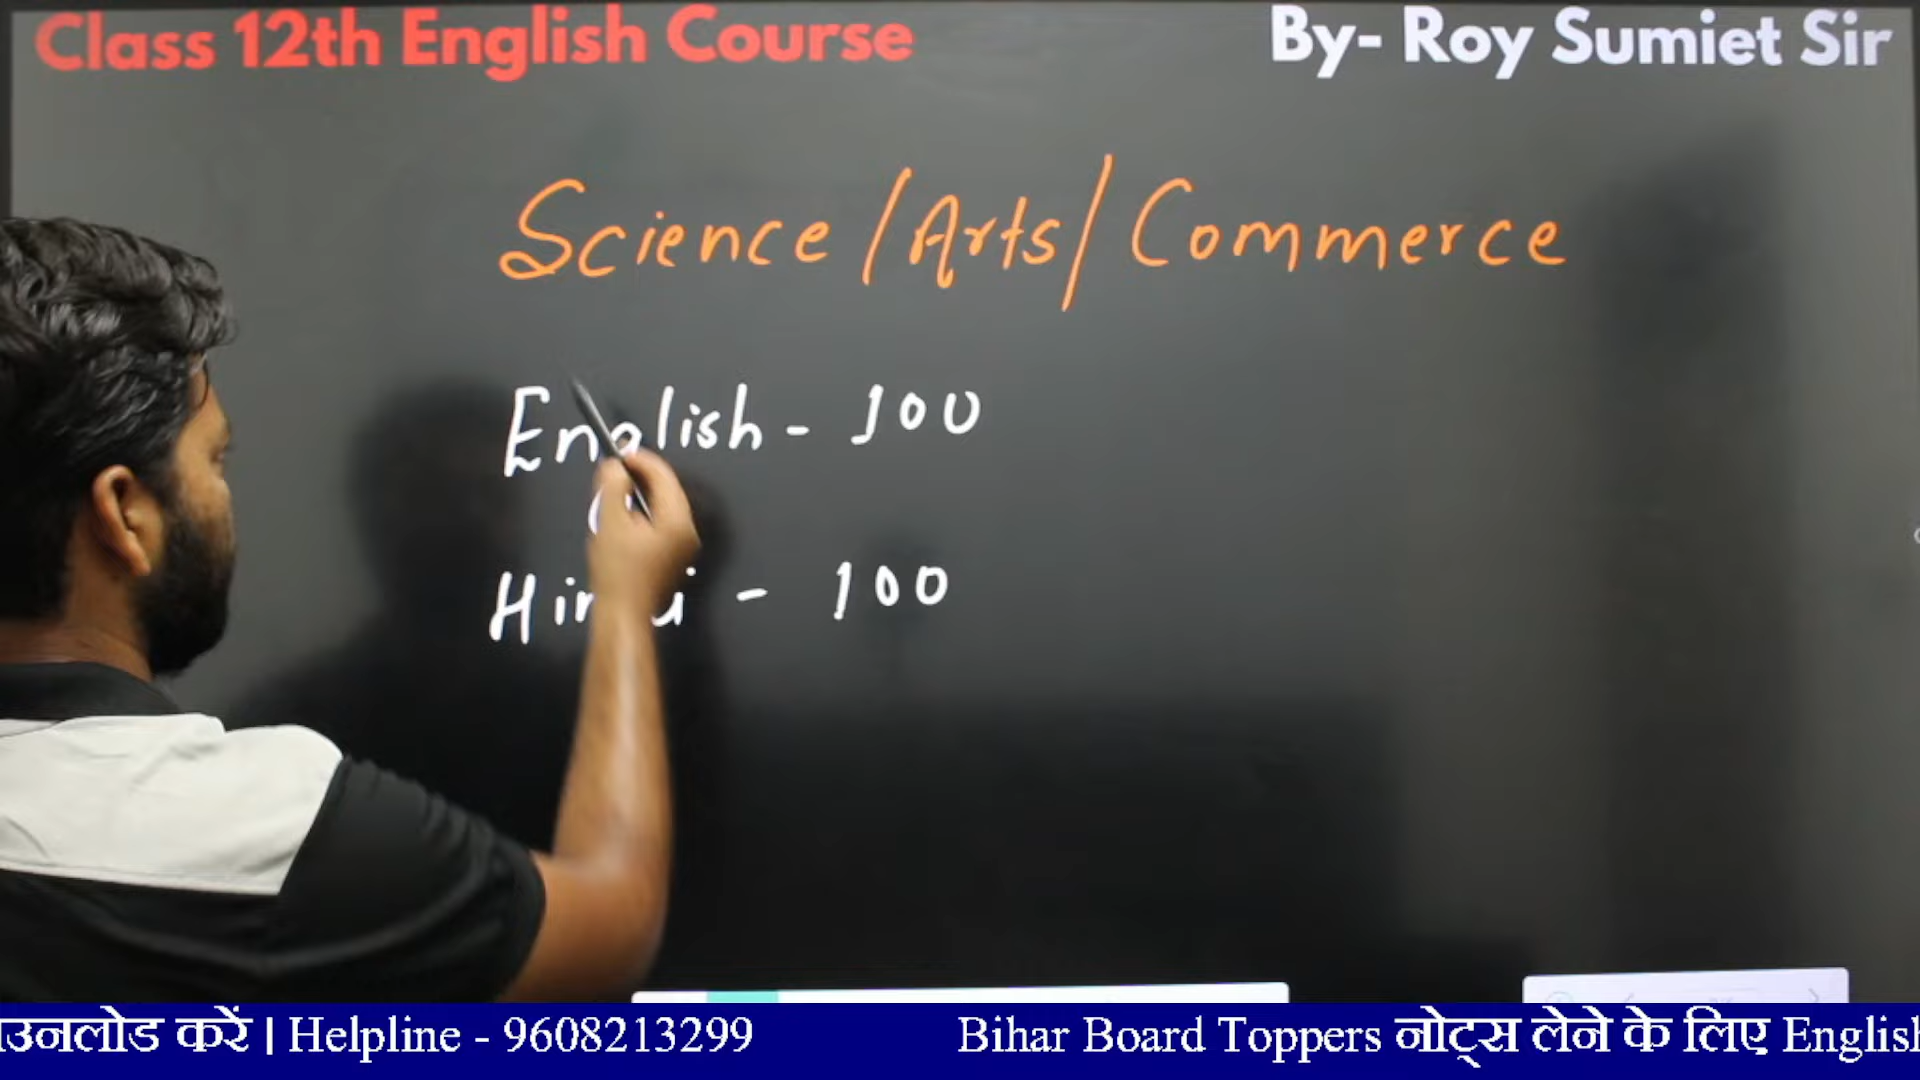 Class 12th English Course
By- Roy Sumiet Sir
Science/Arts/Commerce
English - 100
- 100
करें | Helpline - 9608213299
Bihar Board Toppers नोट्स लेने के लिए English